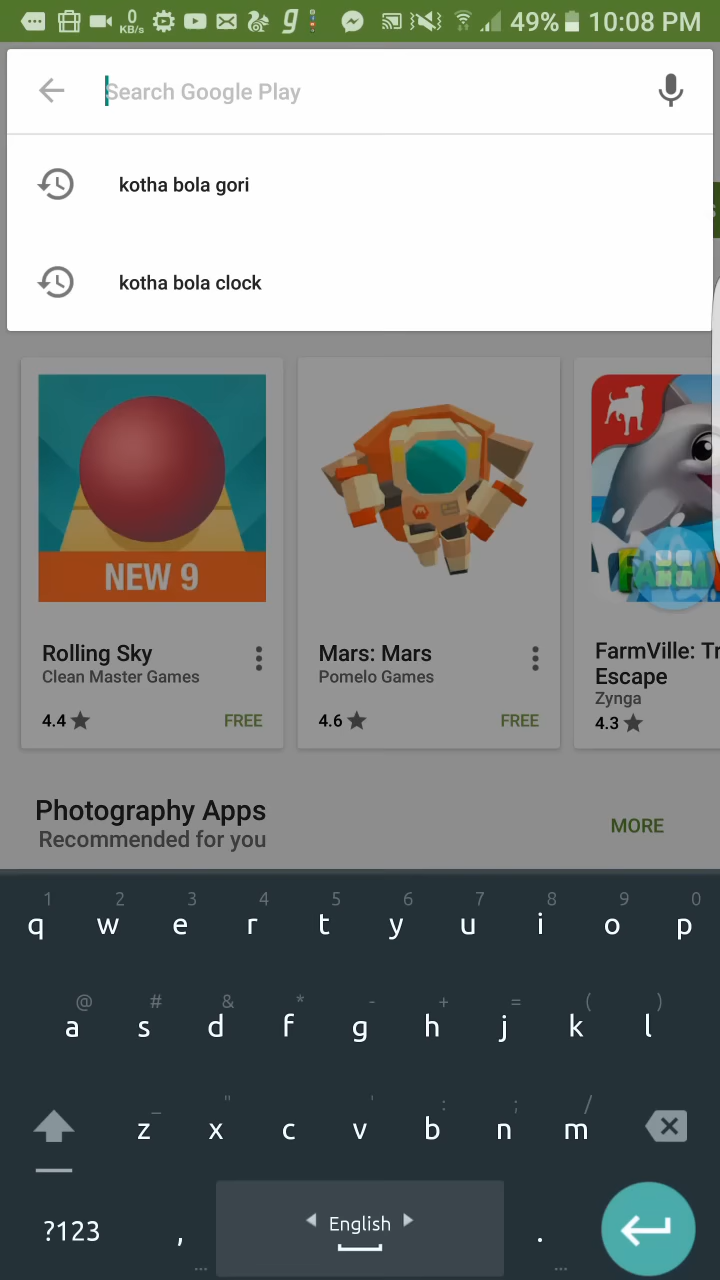 0 KB/s g 49% 10:08 PM
Search Google Play
kotha bola gori
kotha bola clock
NEW 9
Rolling Sky
Clean Master Games
4.4 FREE
Mars: Mars
Pomelo Games
4.6 FREE
FarmVille: Tr
Escape
Zynga
4.3
Photography Apps
Recommended for you
MORE
1 2 3 4 5 6 7 8 9 0
q w e r t y u i o p
@ # & * - + = ( )
a s d f g h j k l
_ " ' : ; /
z x c v b n m
?123 , English .
... ...